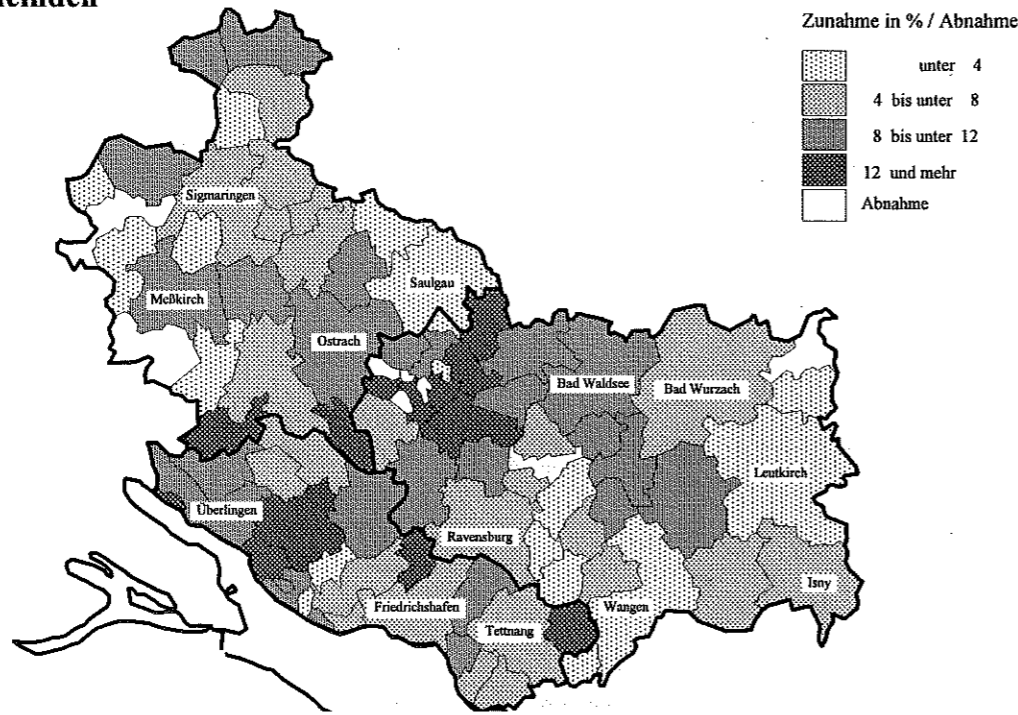 Zunahme in % / Abnahme
unter 4
4 bis unter 8
8 bis unter 12
12 und mehr
Abnahme
Sigmaringen
Saulgau
Meßkirch
Ostrach
Bad Waldsee
Bad Wurzach
Leutkirch
Überlingen
Ravensburg
Isny
Friedrichshafen
Wangen
Tettnang